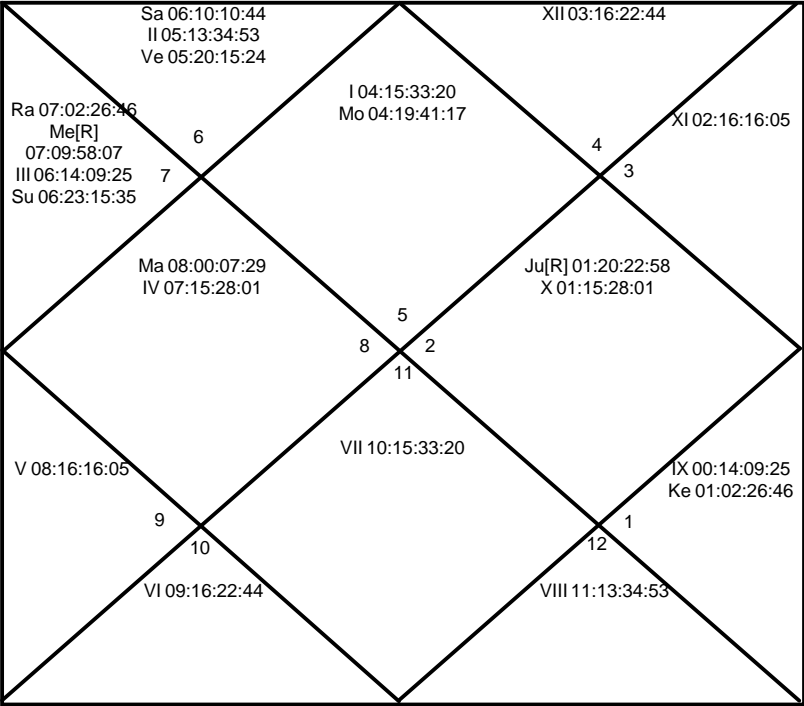 Sa 06:10:10:44
II 05:13:34:53
Ve 05:20:15:24
XII 03:16:22:44
I 04:15:33:20
Mo 04:19:41:17
Ra 07:02:26:46
Me[R]
07:09:58:07
III 06:14:09:25
Su 06:23:15:35
XI 02:16:16:05
6
7
4
3
Ma 08:00:07:29
IV 07:15:28:01
Ju[R] 01:20:22:58
X 01:15:28:01
5
8
2
11
VII 10:15:33:20
V 08:16:16:05
IX 00:14:09:25
Ke 01:02:26:46
9
10
1
12
VI 09:16:22:44
VIII 11:13:34:53